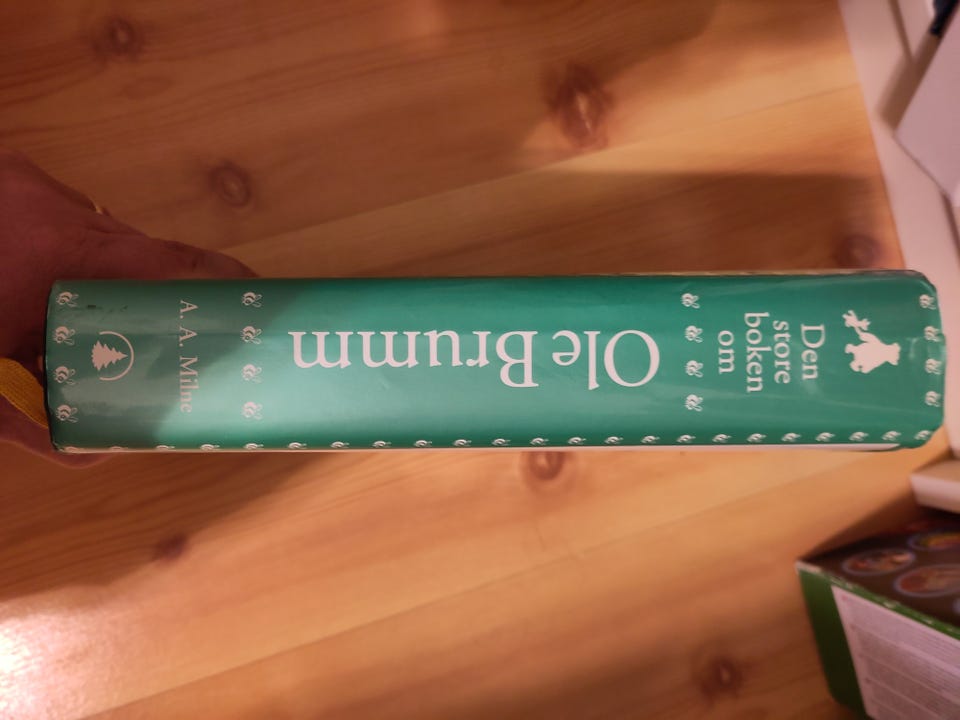 Den
store
boken
om
Ole Brumm
A. A. Milne